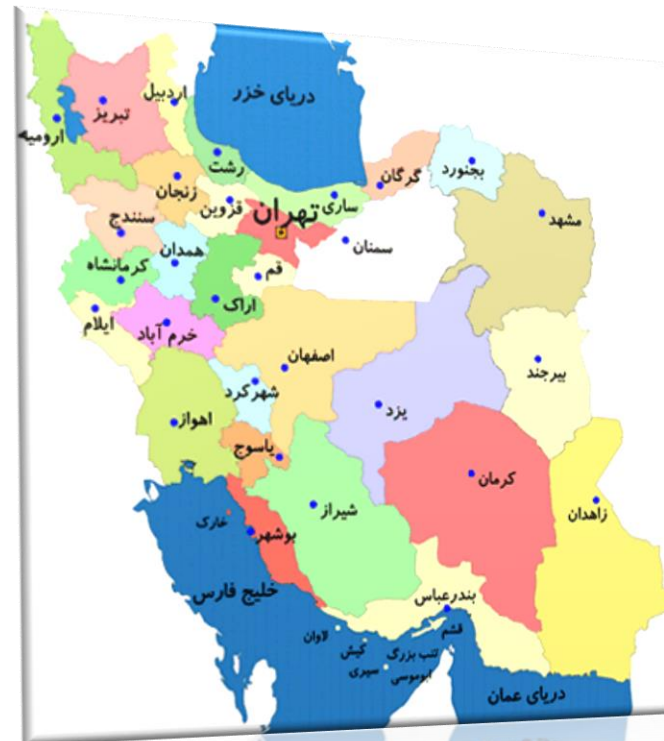 دریای خزر
اردبیل
تبریز
ارومیه
رشت
بجنورد
گرگان
زنجان
ساری
قزوین
مشهد
تهران
سنندج
سمنان
همدان
کرمانشاه
قم
اراک
ایلام
خرم آباد
اصفهان
بیرجند
شهرکرد
یزد
اهواز
یاسوج
کرمان
شیراز
زاهدان
خارک
بوشهر
خلیج فارس
بندرعباس
قشم
لاوان
کیش
تنب بزرگ
سیری
ابوموسی
دریای عمان